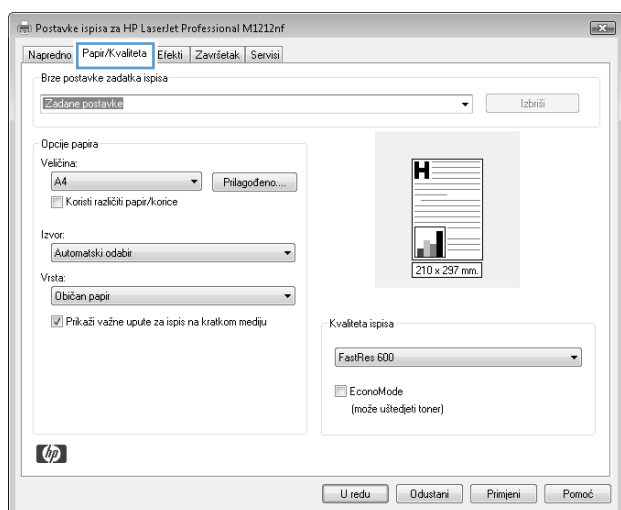 Postavke ispisa za HP LaserJet Professional M1212nf
Napredno Papir/Kvaliteta Efekti Završetak Servisi
Brze postavke zadatka ispisa
Zadane postavke
Izbriši
Opcije papira
Veličina:
A4
Prilagođeno....
Koristi različiti papir/korice
Izvor:
Automatski odabir
Vrsta:
Običan papir
Prikaži važne upute za ispis na kratkom mediju
H
210 x 297 mm.
Kvaliteta ispisa
FastRes 600
EconoMode
(može uštedjeti toner)
hp
U redu Odustani Primjeni Pomoć